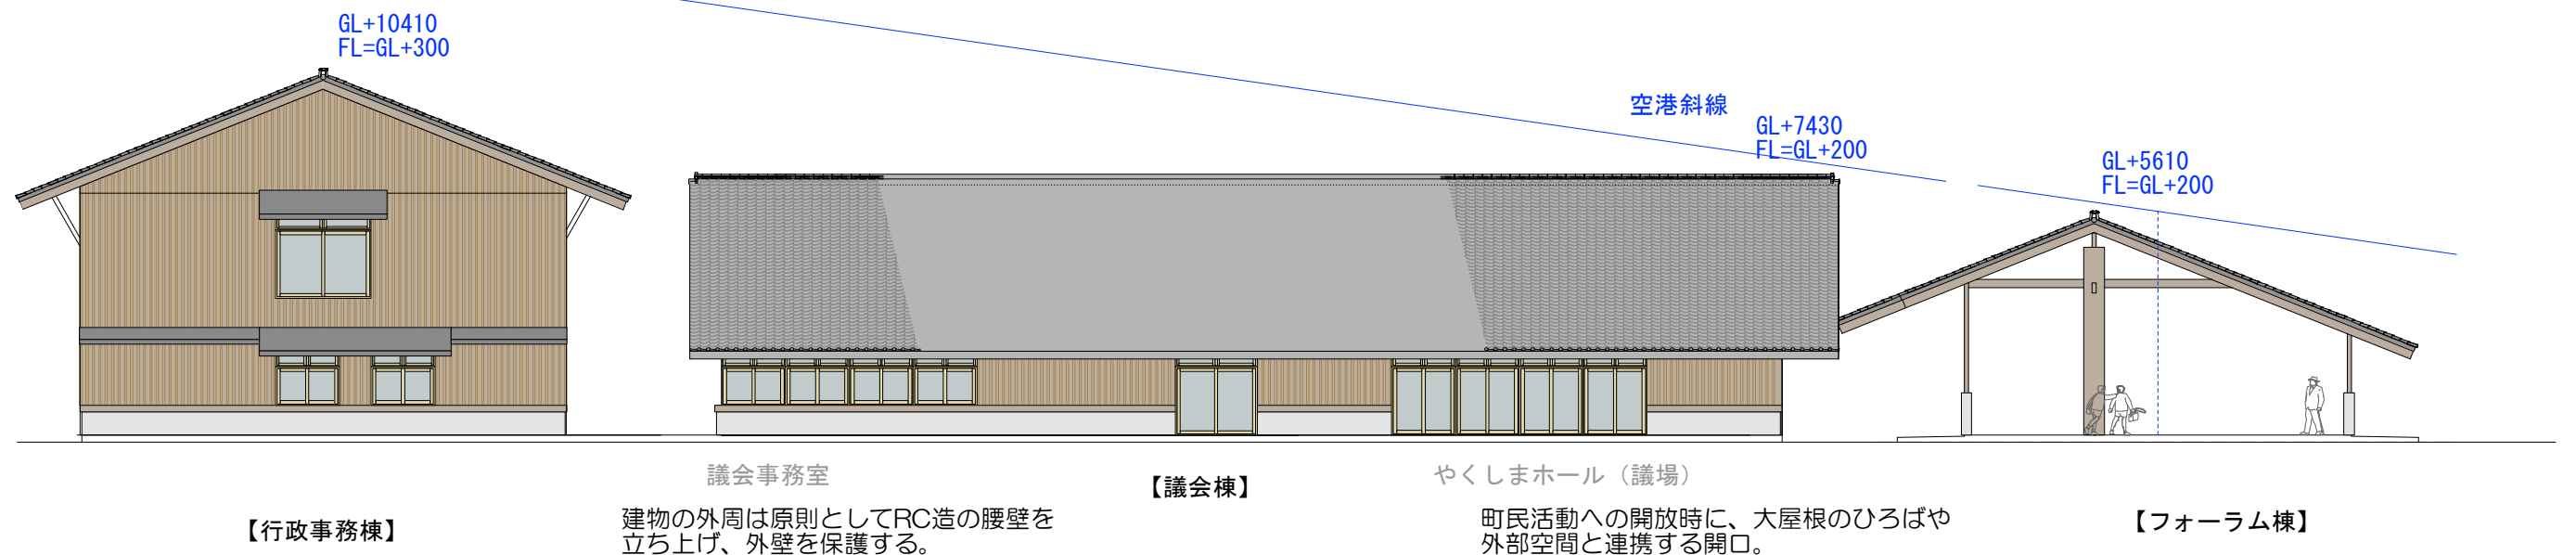 GL+10410
FL=GL+300
空港斜線
GL+7430
FL=GL+200
GL+5610
FL=GL+200
議会事務室
【議会棟】
やくしまホール（議場）
【行政事務棟】
建物の外周は原則としてRC造の腰壁を
立ち上げ、外壁を保護する。
町民活動への開放時に、大屋根のひろばや
外部空間と連携する開口。
【フォーラム棟】